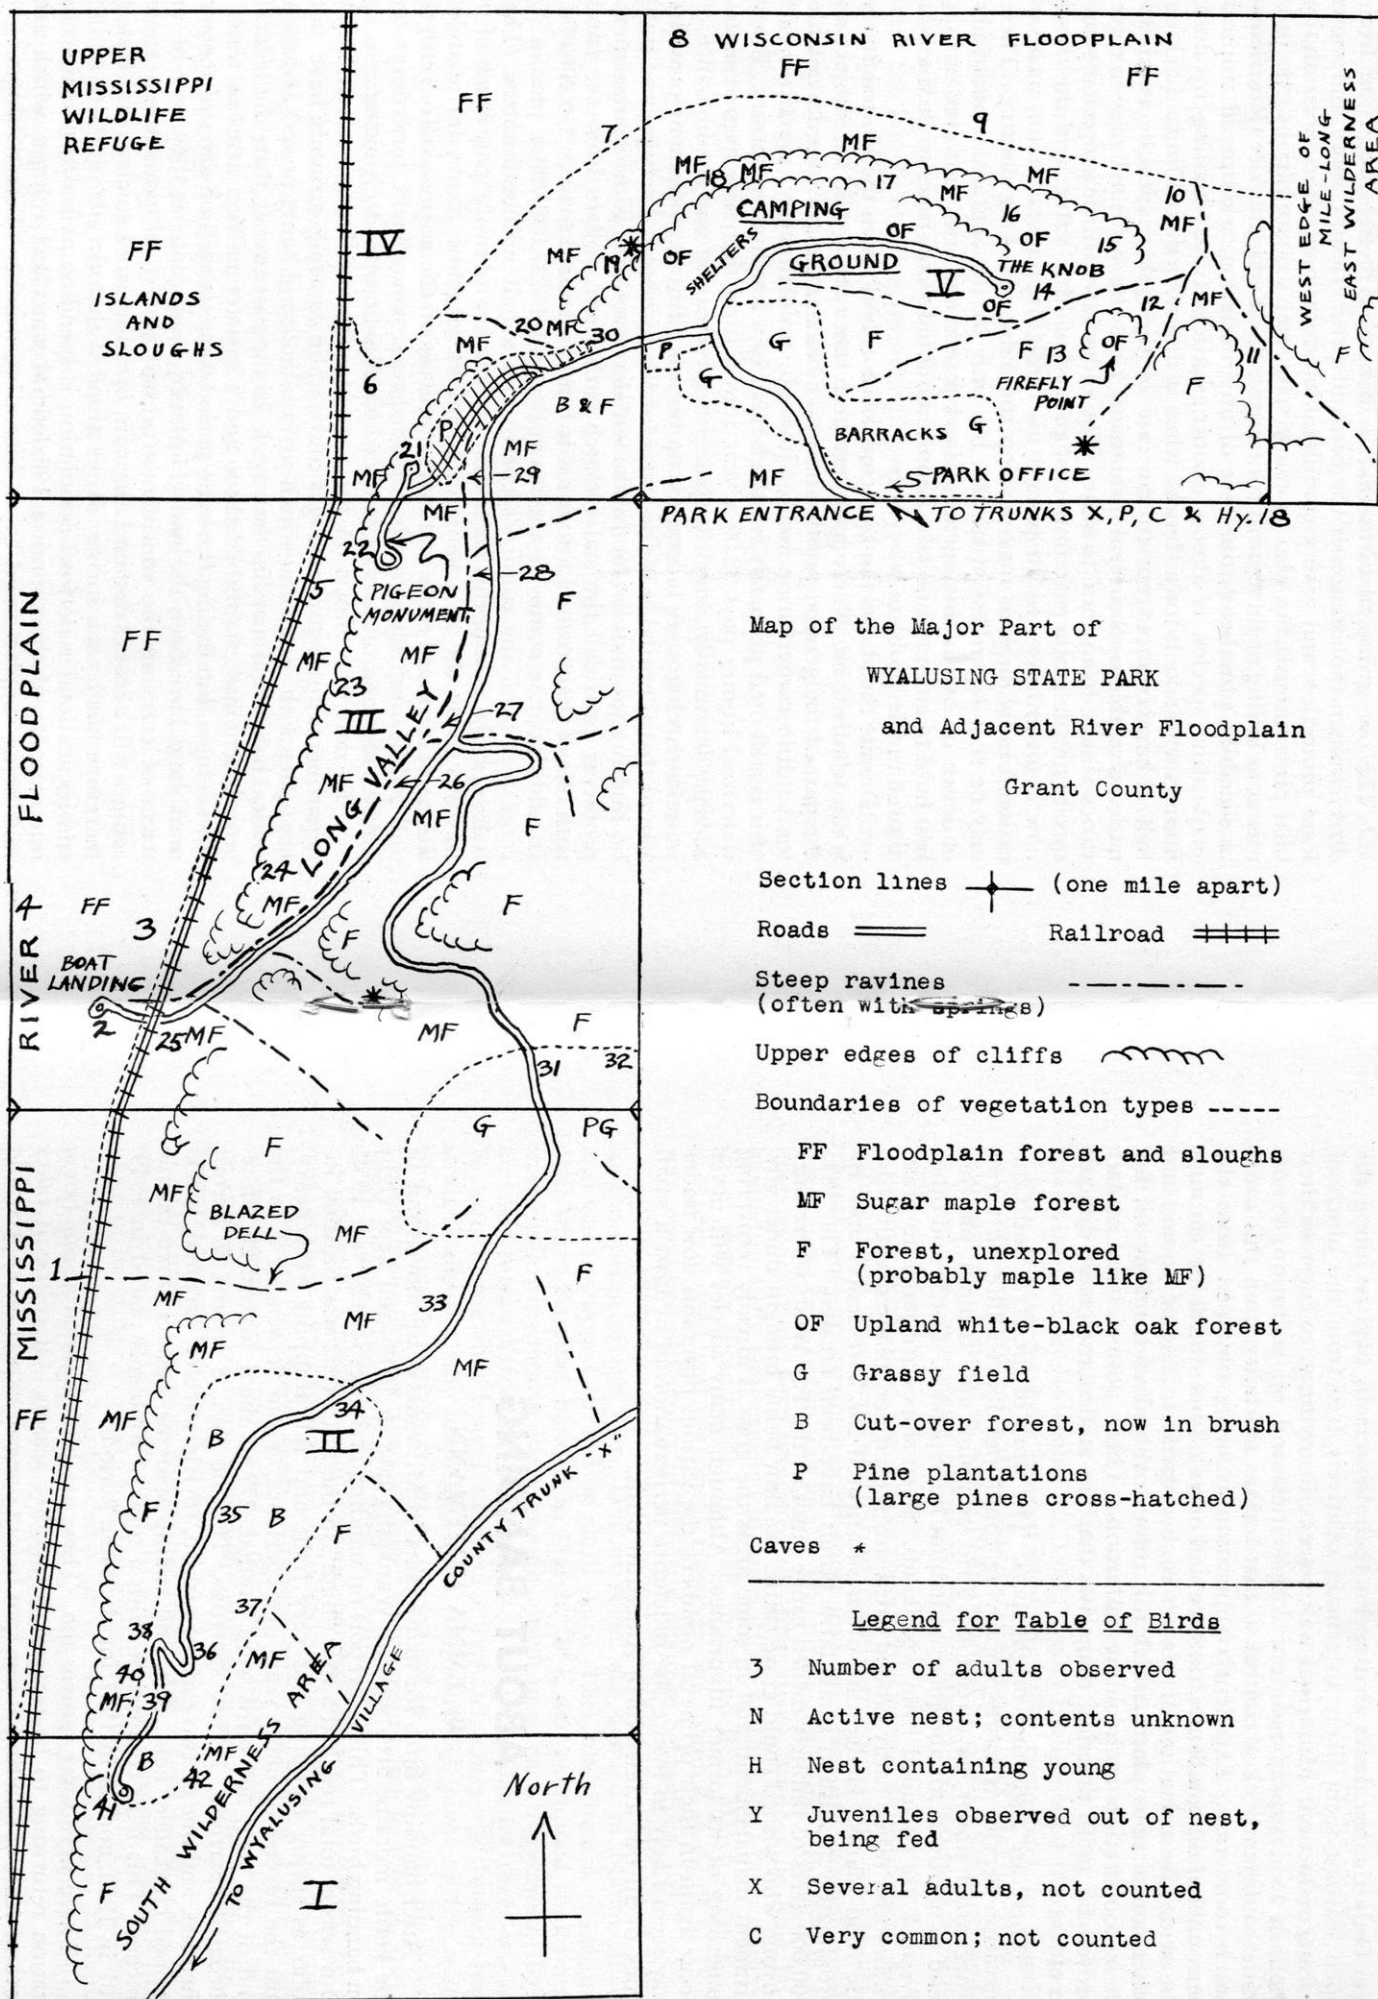 UPPER
MISSISSIPPI
WILDLIFE
REFUGE
FF
8 WISCONSIN RIVER FLOODPLAIN
FF
FF
7
9
WEST EDGE OF
MILE-LONG
EAST WILDERNESS
AREA
MF
MF
18
MF
17
MF
MF
10
MF
CAMPING
16
FF
IV
MF
19
OF
SHELTERS
OF
OF
15
GROUND
THE KNOB
V
14
OF
12
MF
ISLANDS
AND
SLOUGHS
20
MF
30
MF
P
G
F
F
13
OF
11
F
6
G
FIREFLY
POINT
F
B & F
P
BARRACKS
G
21
MF
MF
29
MF
PARK OFFICE
PARK ENTRANCE
TO TRUNKS X, P, C & Hy. 18
MF
22
28
5
PIGEON
MONUMENT
F
FF
MF
MF
23
27
III
LONG VALLEY
MF
26
MF
F
24
MF
F
F
FLOODPLAIN
4
FF
3
BOAT
LANDING
2
25
MF
MF
F
31
32
RIVER
G
PG
F
MF
BLAZED
DELL
MF
1
F
MF
33
MF
MF
MF
MISSISSIPPI
FF
MF
34
B
II
F
35
B
F
COUNTY TRUNK "X"
37
38
36
40
MF
MF
39
B
MF
42
41
F
SOUTH WILDERNESS AREA
TO WYALUSING VILLAGE
I
North
Map of the Major Part of
WYALUSING STATE PARK
and Adjacent River Floodplain
Grant County
Section lines (one mile apart)
Roads Railroad
Steep ravines
(often with springs)
Upper edges of cliffs
Boundaries of vegetation types -----
FF Floodplain forest and sloughs
MF Sugar maple forest
F Forest, unexplored
(probably maple like MF)
OF Upland white-black oak forest
G Grassy field
B Cut-over forest, now in brush
P Pine plantations
(large pines cross-hatched)
Caves *
Legend for Table of Birds
3 Number of adults observed
N Active nest; contents unknown
H Nest containing young
Y Juveniles observed out of nest,
being fed
X Several adults, not counted
C Very common; not counted